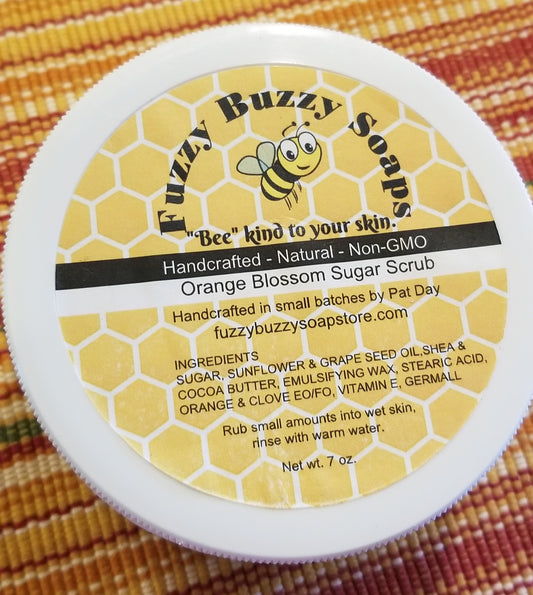 Fuzzy Buzzy Soaps
"Bee" kind to your skin.
Handcrafted - Natural - Non-GMO
Orange Blossom Sugar Scrub
Handcrafted in small batches by Pat Day
fuzzybuzzysoapstore.com
INGREDIENTS
SUGAR, SUNFLOWER & GRAPE SEED OIL,SHEA &
COCOA BUTTER, EMULSIFYING WAX, STEARIC ACID,
ORANGE & CLOVE EO/FO, VITAMIN E, GERMALL
Rub small amounts into wet skin,
rinse with warm water.
Net wt. 7 oz.